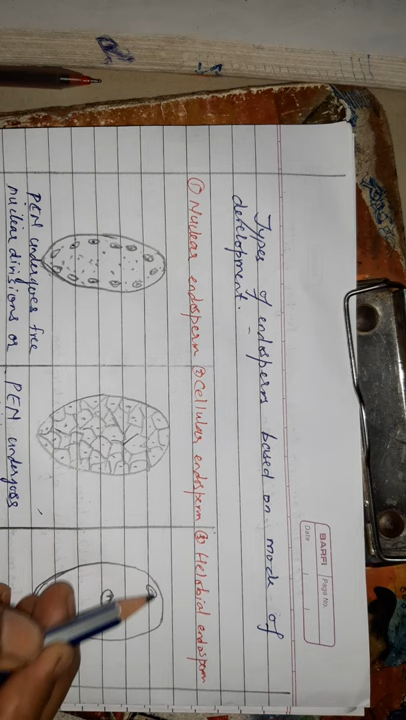 BARFI
Page No.
Date
Types of endosperm based on mode of
development.
① Nuclear endosperm ② Cellular endosperm ③ Helobial endosperm
PEN undergoes free
nuclear divisions or
PEN undergoes